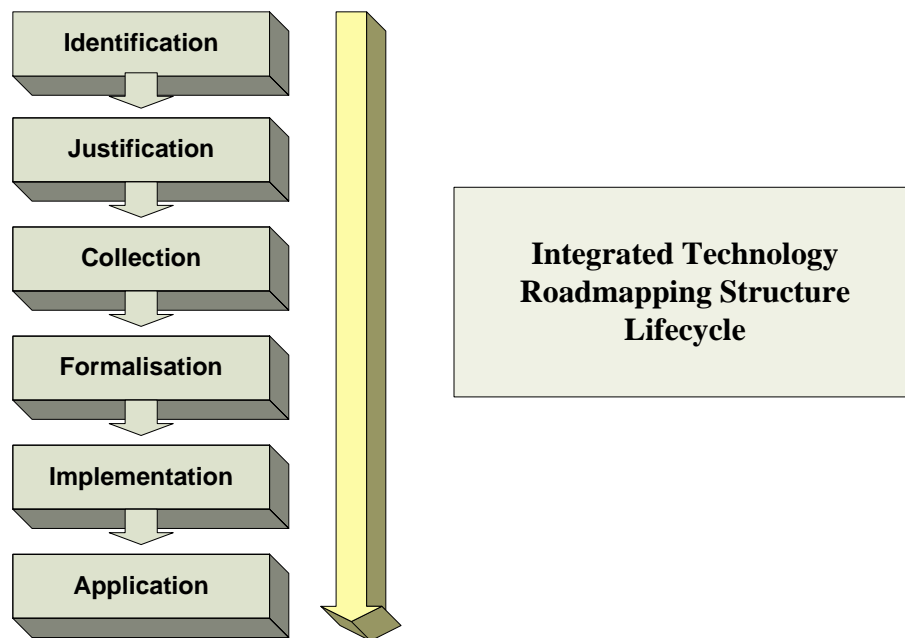 Identification
Justification
Collection
Formalisation
Implementation
Application
Integrated Technology
Roadmapping Structure
Lifecycle